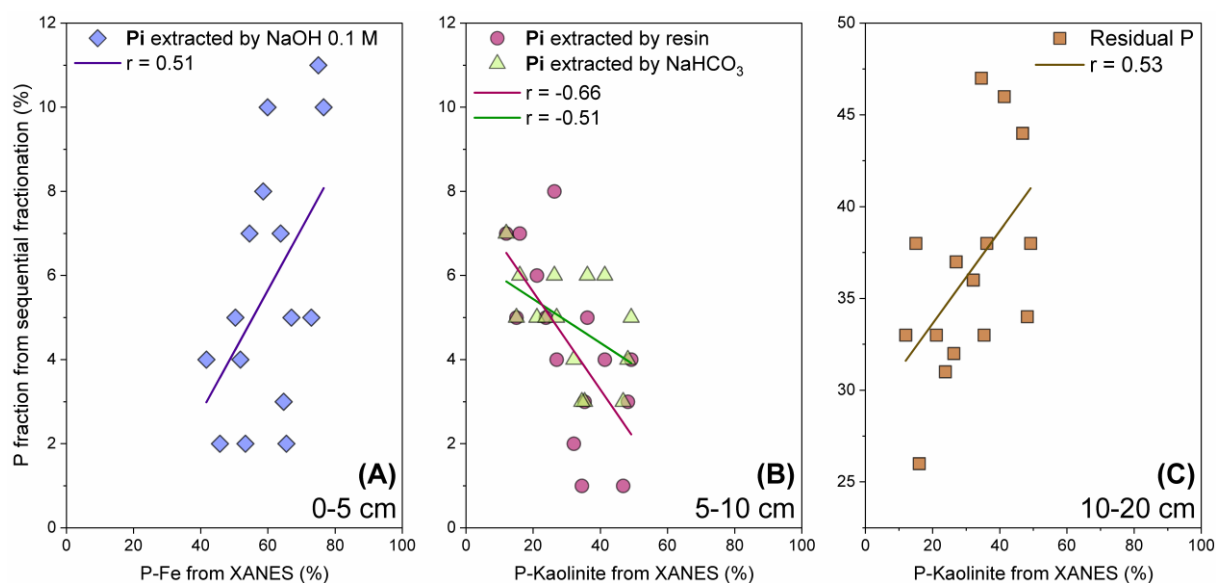 P fraction from sequential fractionation (%)
12
10
8
6
4
2
0
Pi extracted by NaOH 0.1 M
r = 0.51
(A)
0-5 cm
0 20 40 60 80 100
P-Fe from XANES (%)
12
10
8
6
4
2
0
Pi extracted by resin
Pi extracted by NaHCO₃
r = -0.66
r = -0.51
(B)
5-10 cm
0 20 40 60 80 100
P-Kaolinite from XANES (%)
50
45
40
35
30
25
Residual P
r = 0.53
(C)
10-20 cm
0 20 40 60 80 100
P-Kaolinite from XANES (%)